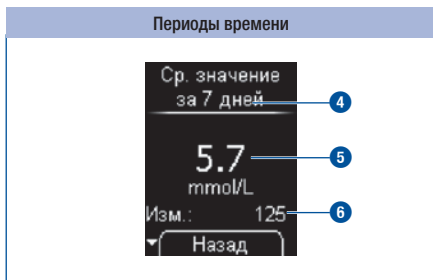 Периоды времени
Ср. значение
за 7 дней
4
5.7
5
mmol/L
Изм.: 125
6
Назад